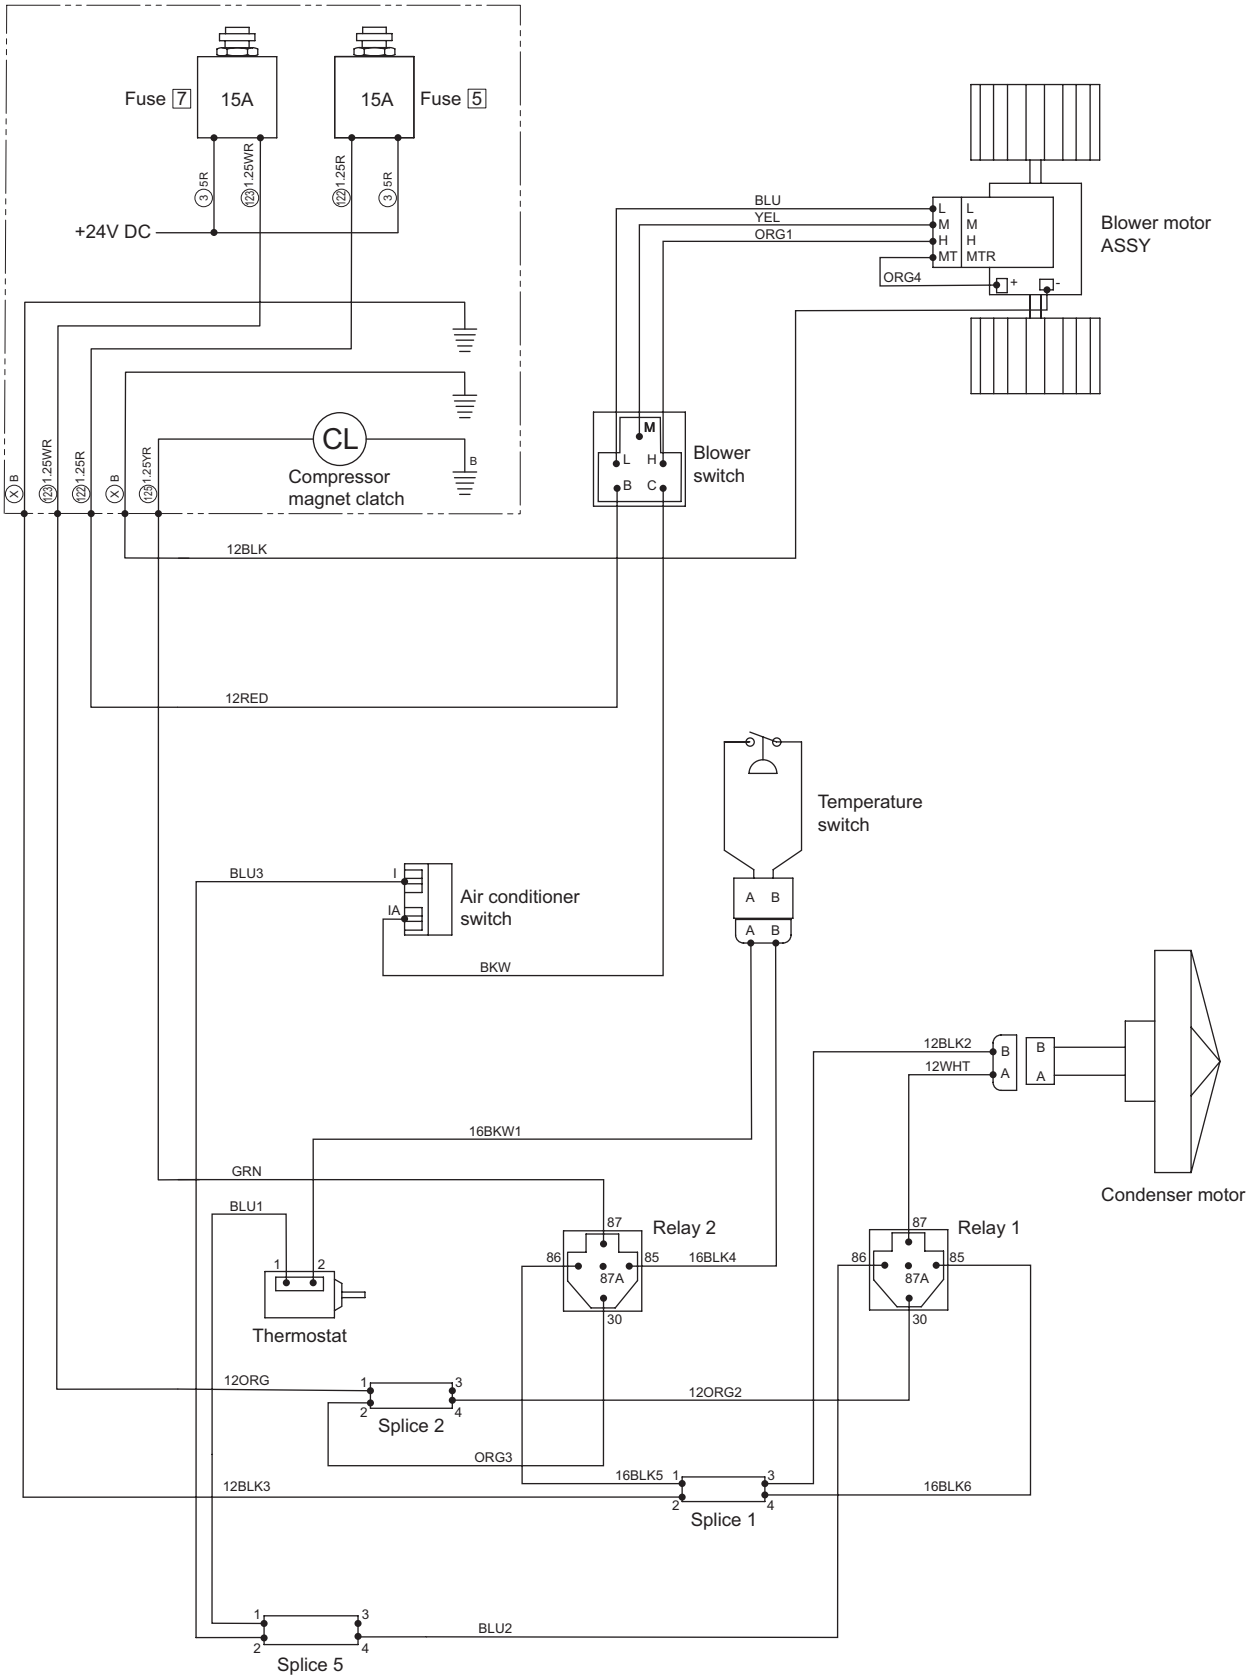 Fuse 7
15A
15A
Fuse 5
3 5R
123 1.25WR
122 1.25R
3 5R
+24V DC
BLU
YEL
ORG1
ORG4
L L
M M
H H
MT MTR
+ -
Blower motor
ASSY
CL
Compressor
magnet clatch
B
X B
123 1.25WR
122 1.25R
X B
125 1.25YR
M
L H
B C
Blower
switch
12BLK
12RED
Temperature
switch
A B
A B
BLU3
I
IA
Air conditioner
switch
BKW
12BLK2
12WHT
B B
A A
Condenser motor
16BKW1
GRN
BLU1
1 2
Thermostat
87
Relay 2
86 85
87A
30
16BLK4
87
Relay 1
86 85
87A
30
12ORG
1 3
2 4
Splice 2
12ORG2
ORG3
12BLK3
16BLK5
1 3
2 4
Splice 1
16BLK6
1 3
2 4
Splice 5
BLU2